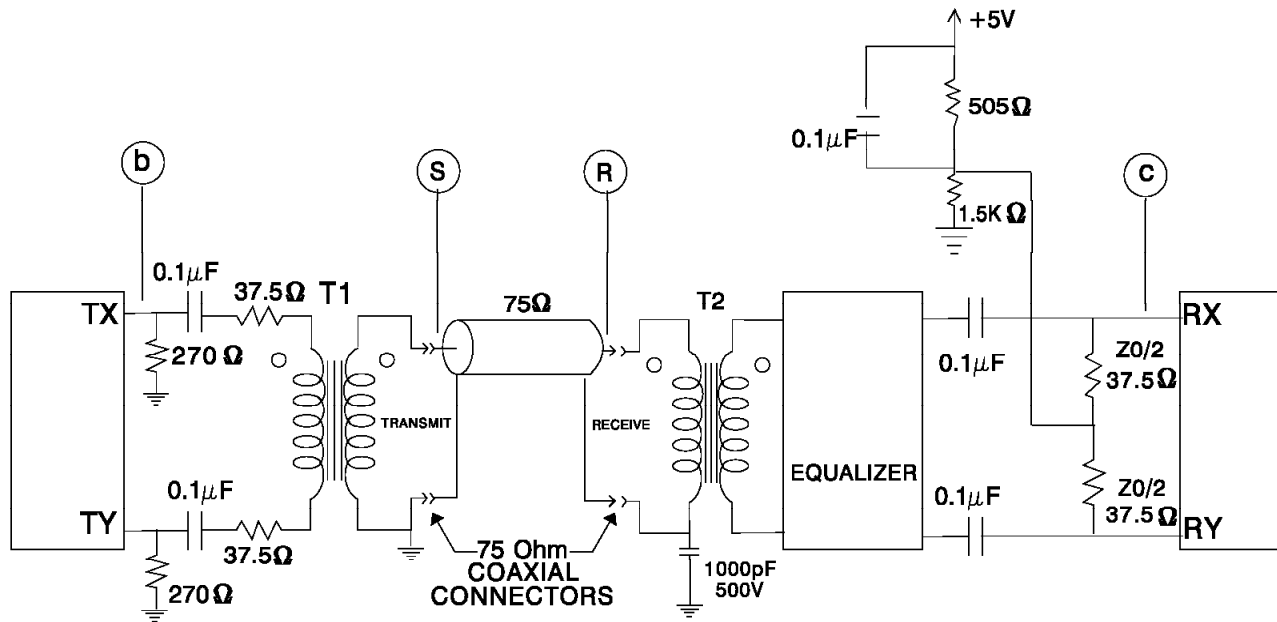 +5V
505Ω
0.1μF
1.5K Ω
b
S
R
C
0.1μF
37.5Ω
T1
75Ω
T2
TX
RX
270 Ω
0.1μF
Z0/2
37.5Ω
TRANSMIT
RECEIVE
EQUALIZER
0.1μF
0.1μF
Z0/2
37.5Ω
TY
RY
37.5Ω
75 Ohm
COAXIAL
CONNECTORS
1000pF
500V
270Ω